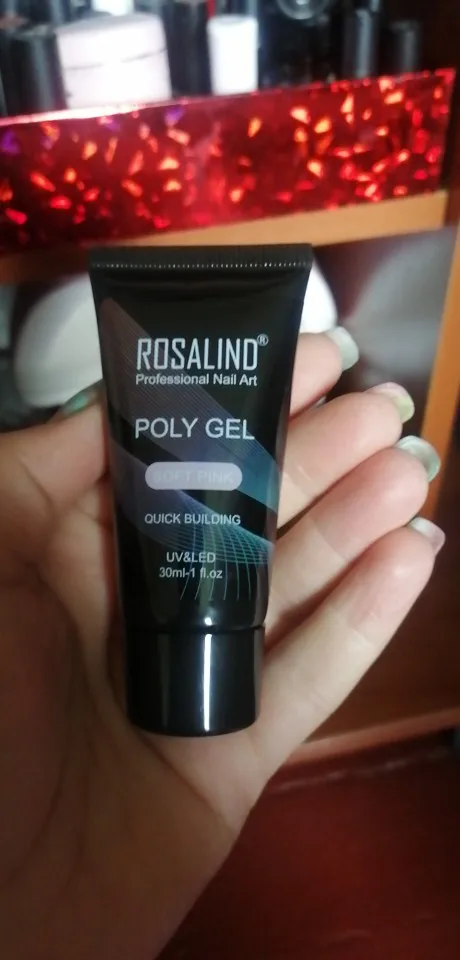 ROSALIND®
Professional Nail Art
POLY GEL
SOFT PINK
QUICK BUILDING
UV&LED
30ml-1 fl.oz